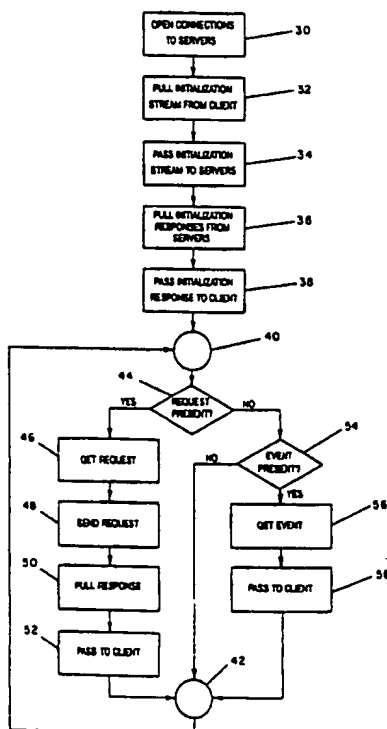 OPEN CONNECTIONS
TO SERVERS
30
PULL INITIALIZATION
STREAM FROM CLIENT
32
PASS INITIALIZATION
STREAM TO SERVERS
34
PULL INITIALIZATION
RESPONSES FROM
SERVERS
36
PASS INITIALIZATION
RESPONSE TO CLIENT
38
40
44
REQUEST
PRESENT?
YES
NO
46
GET REQUEST
54
EVENT
PRESENT?
NO
YES
48
SEND REQUEST
GET EVENT
56
50
PULL RESPONSE
PASS TO CLIENT
58
52
PASS TO CLIENT
42